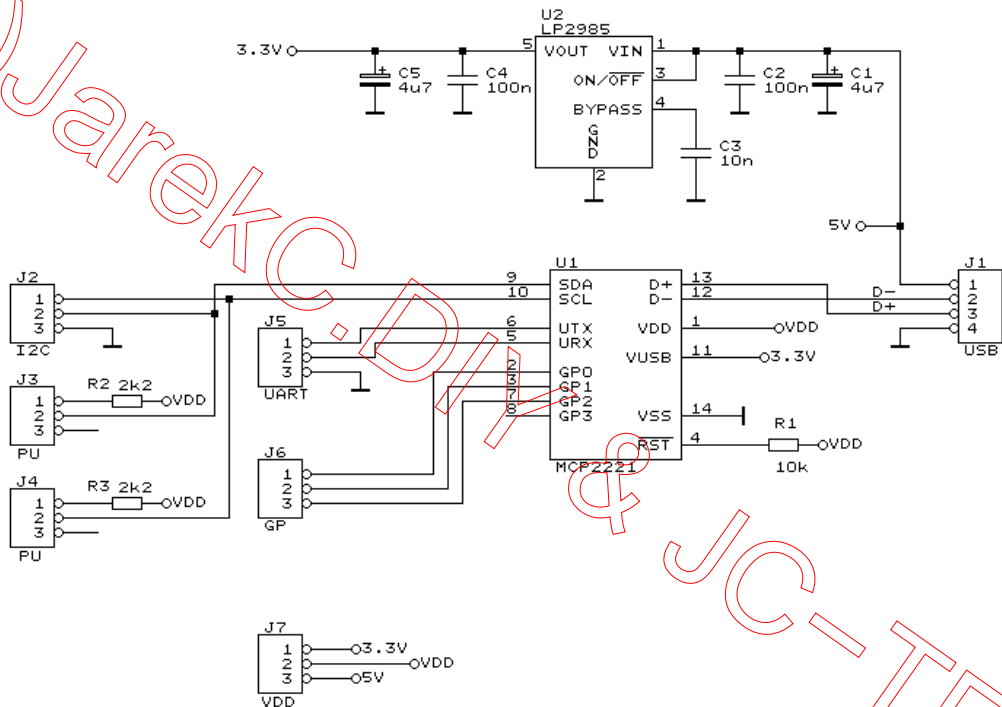 U2
LP2985
3.3V
5 VOUT VIN 1
ON/OFF 3
BYPASS 4
GND
2
C5
4u7
C4
100n
C2
100n
C1
4u7
C3
10n
5V
J1
1
2
3
4
USB
D-
D+
U1
9 SDA D+ 13
10 SCL D- 12
6 UTX VDD 1 VDD
5 URX VUSB 11 3.3V
2 GP0
3 GP1
7 GP2
8 GP3
VSS 14
RST 4
MCP2221
R1
10k
VDD
J2
1
2
3
I2C
J5
1
2
3
UART
J3
1
2
3
PU
R2 2k2
VDD
J4
1
2
3
PU
R3 2k2
VDD
J6
1
2
3
GP
J7
1 3.3V
2 VDD
3 5V
VDD
JarekC.DIY & JC-TE